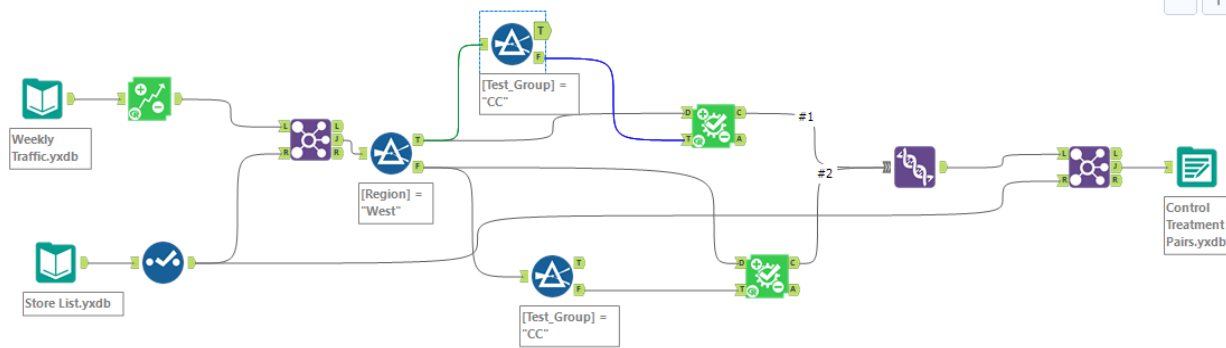 T
F
[Test_Group] =
"CC"
Weekly
Traffic.yxdb
L
R
L
J
R
T
F
[Region] =
"West"
D
T
C
A
#1
#2
L
R
L
J
R
Control
Treatment
Pairs.yxdb
Store List.yxdb
T
F
[Test_Group] =
"CC"
D
T
C
A